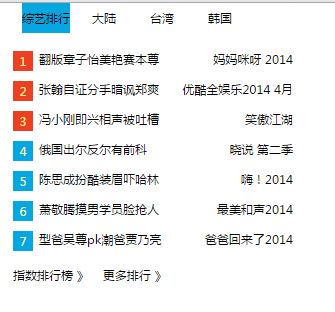 综艺排行 大陆 台湾 韩国
1 翻版章子怡美艳赛本尊 妈妈咪呀 2014
2 张翰自证分手暗讽郑爽 优酷全娱乐2014 4月
3 冯小刚即兴相声被吐槽 笑傲江湖
4 俄国出尔反尔有前科 晓说 第二季
5 陈思成扮酷装眉吓哈林 嗨！2014
6 萧敬腾摸男学员脸抢人 最美和声2014
7 型爸吴尊pk潮爸贾乃亮 爸爸回来了2014
指数排行榜 》 更多排行 》